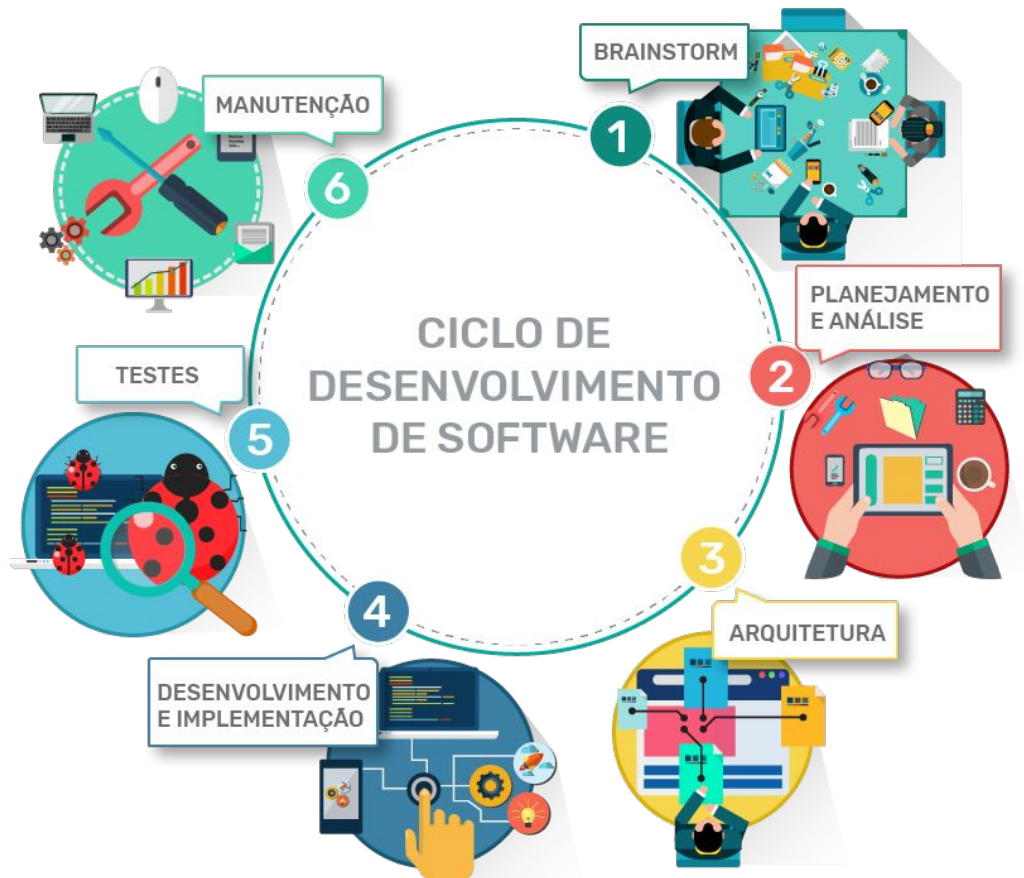 CICLO DE
DESENVOLVIMENTO
DE SOFTWARE
1
BRAINSTORM
2
PLANEJAMENTO
E ANÁLISE
3
ARQUITETURA
4
DESENVOLVIMENTO
E IMPLEMENTAÇÃO
5
TESTES
6
MANUTENÇÃO